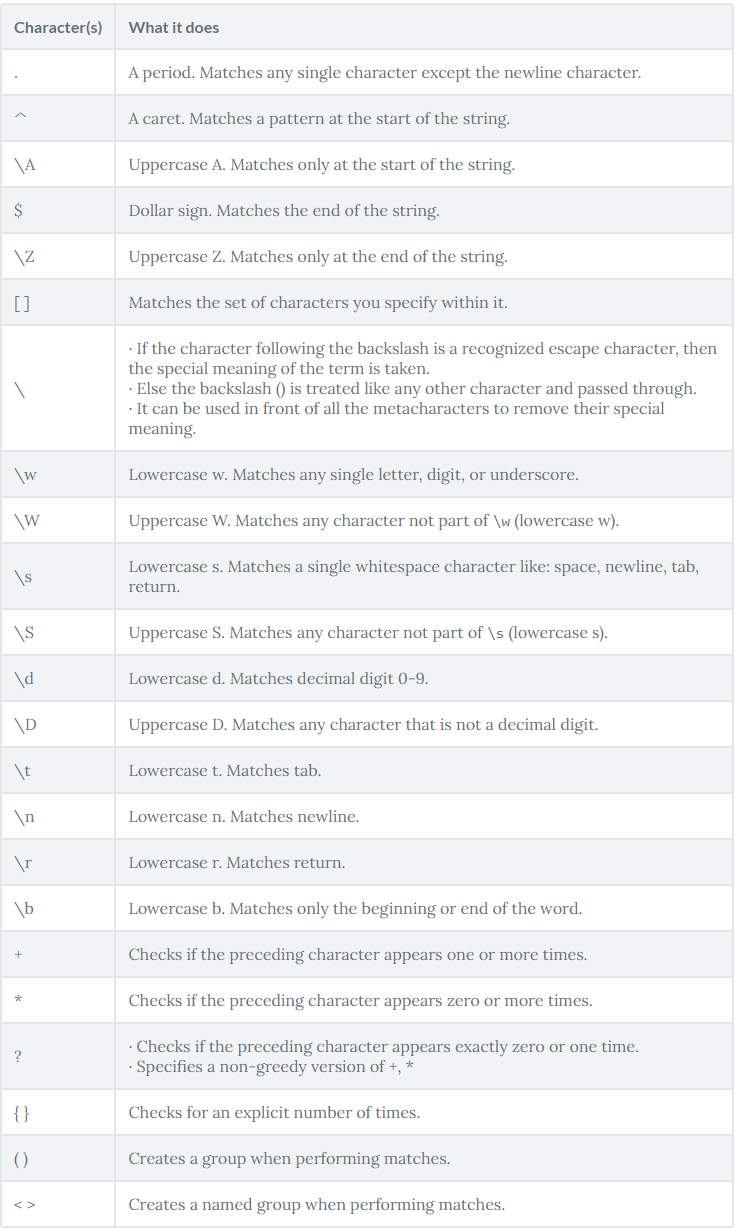 Character(s) What it does
. A period. Matches any single character except the newline character.
^ A caret. Matches a pattern at the start of the string.
\A Uppercase A. Matches only at the start of the string.
$ Dollar sign. Matches the end of the string.
\Z Uppercase Z. Matches only at the end of the string.
[ ] Matches the set of characters you specify within it.
\ · If the character following the backslash is a recognized escape character, then
the special meaning of the term is taken.
· Else the backslash () is treated like any other character and passed through.
· It can be used in front of all the metacharacters to remove their special
meaning.
\w Lowercase w. Matches any single letter, digit, or underscore.
\W Uppercase W. Matches any character not part of \w (lowercase w).
\s Lowercase s. Matches a single whitespace character like: space, newline, tab,
return.
\S Uppercase S. Matches any character not part of \s (lowercase s).
\d Lowercase d. Matches decimal digit 0-9.
\D Uppercase D. Matches any character that is not a decimal digit.
\t Lowercase t. Matches tab.
\n Lowercase n. Matches newline.
\r Lowercase r. Matches return.
\b Lowercase b. Matches only the beginning or end of the word.
+ Checks if the preceding character appears one or more times.
* Checks if the preceding character appears zero or more times.
? · Checks if the preceding character appears exactly zero or one time.
· Specifies a non-greedy version of +, *
{ } Checks for an explicit number of times.
( ) Creates a group when performing matches.
< > Creates a named group when performing matches.